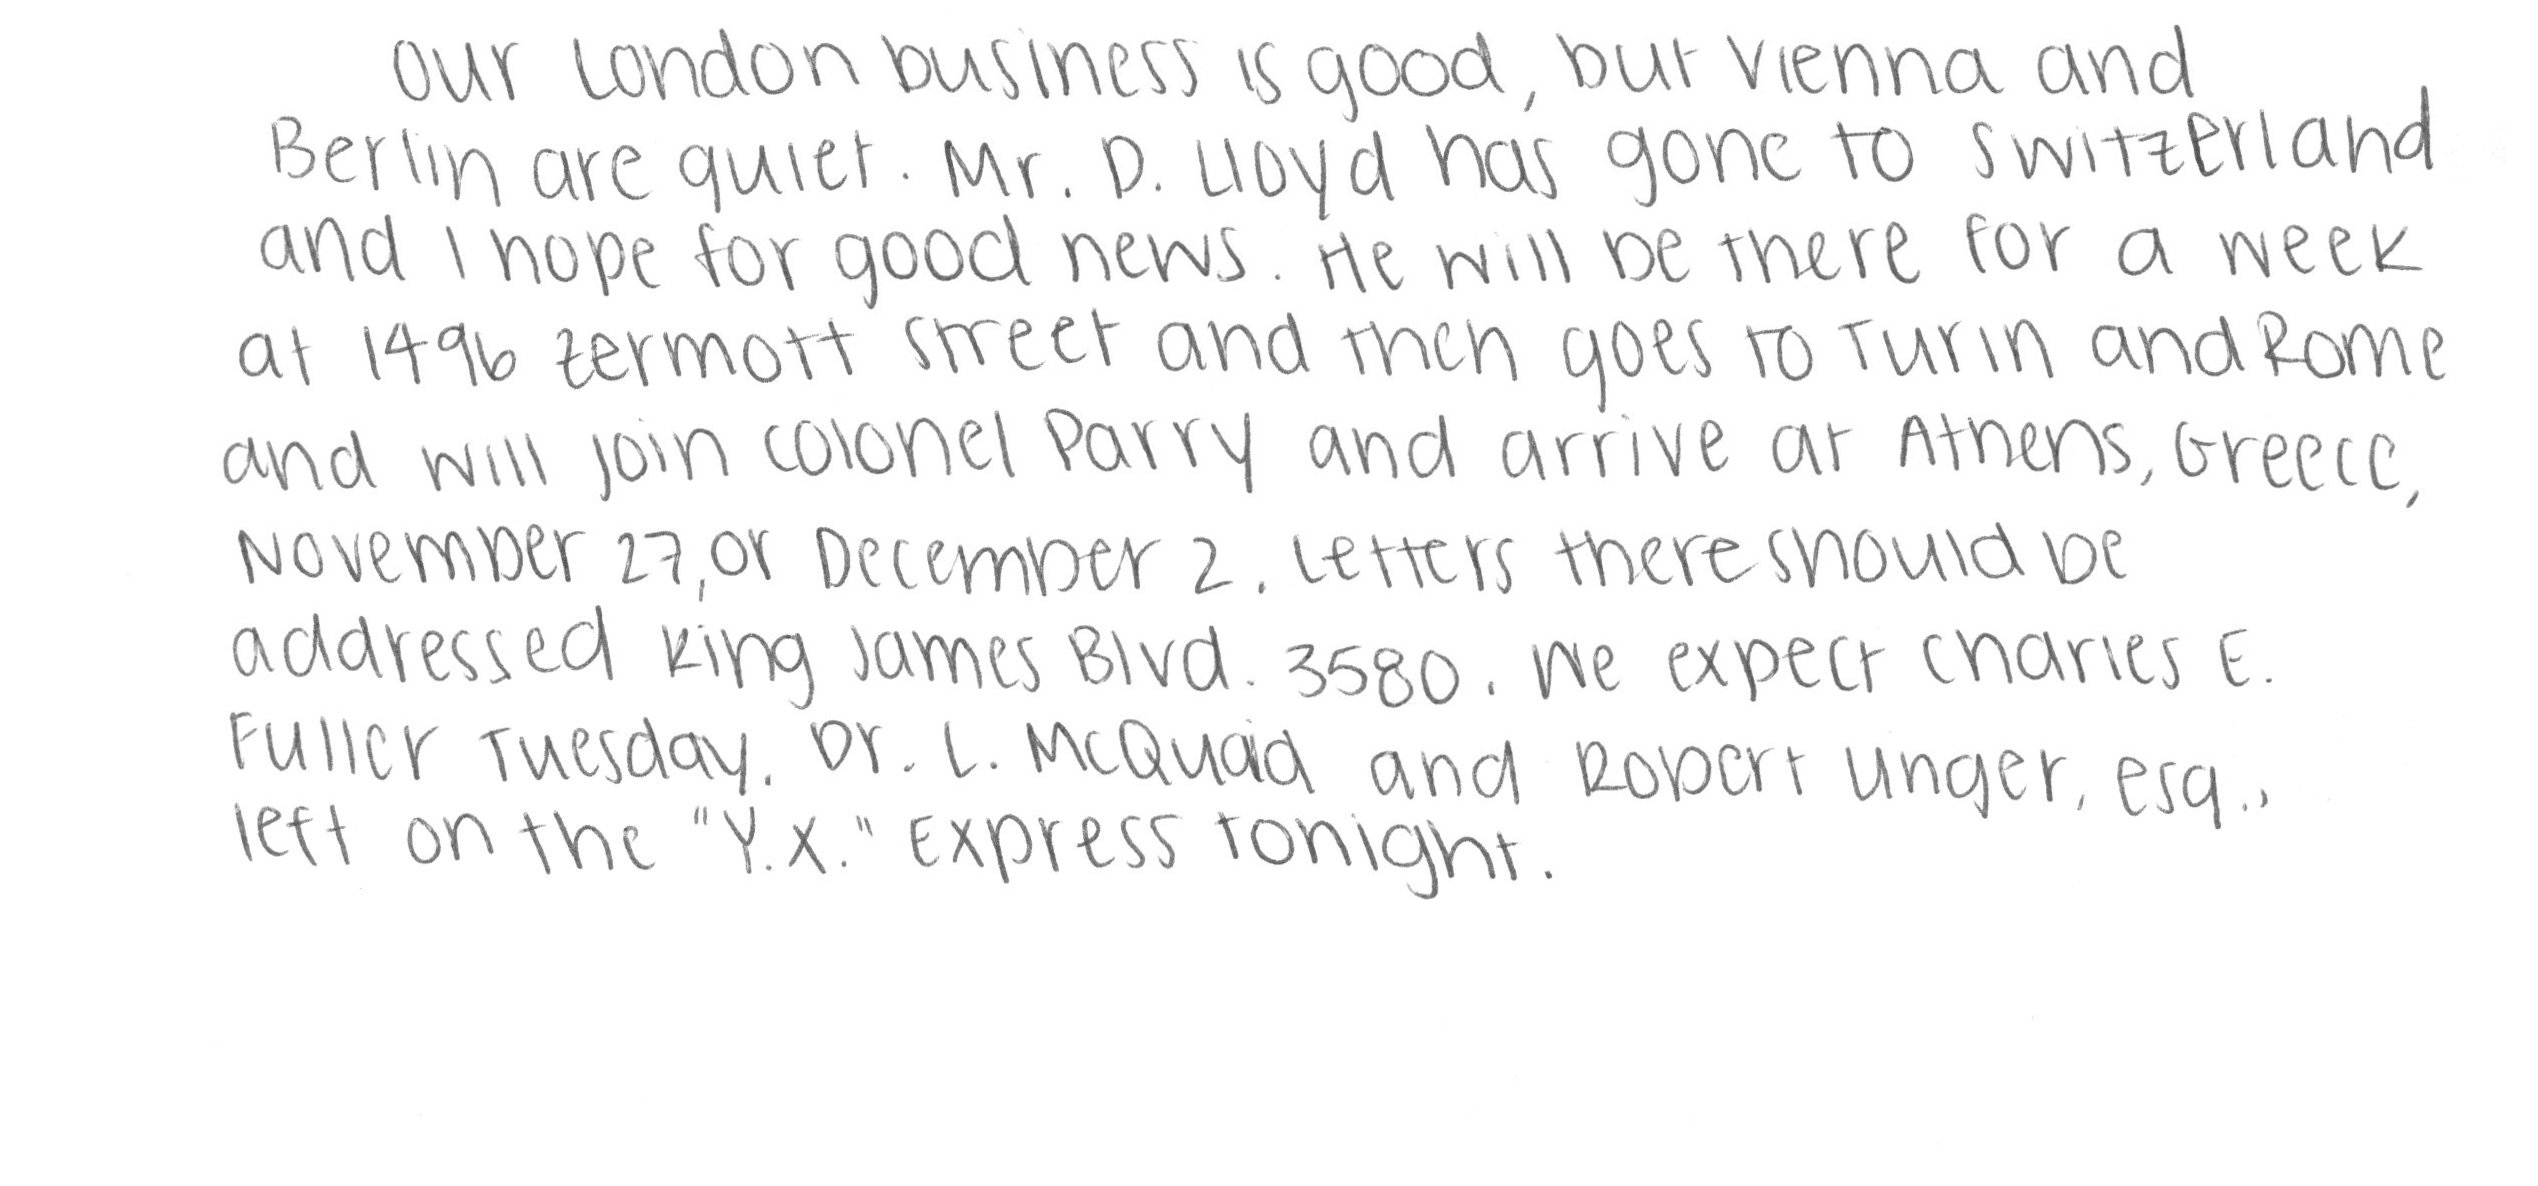 Our London business is good, but Vienna and
Berlin are quiet. Mr. D. Lloyd has gone to Switzerland
and I hope for good news. He will be there for a week
at 1496 Zermott Street and then goes to Turin and Rome
and will join Colonel Parry and arrive at Athens, Greece,
November 27, or December 2. Letters there should be
addressed King James Blvd. 3580. We expect Charles E.
Fuller Tuesday. Dr. L. McQuaid and Robert Unger, Esq.,
left on the "Y.X." Express tonight.